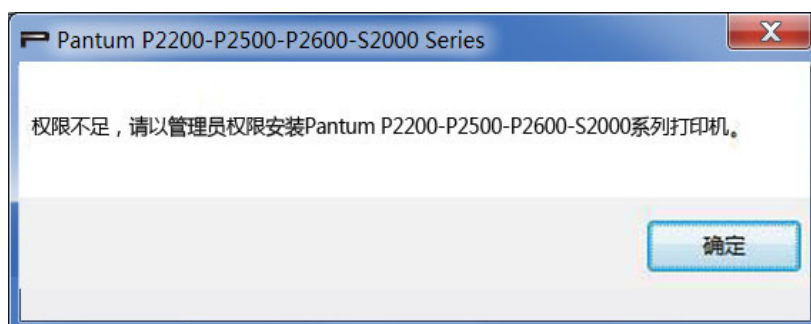 Pantum P2200-P2500-P2600-S2000 Series
权限不足，请以管理员权限安装Pantum P2200-P2500-P2600-S2000系列打印机。
确定